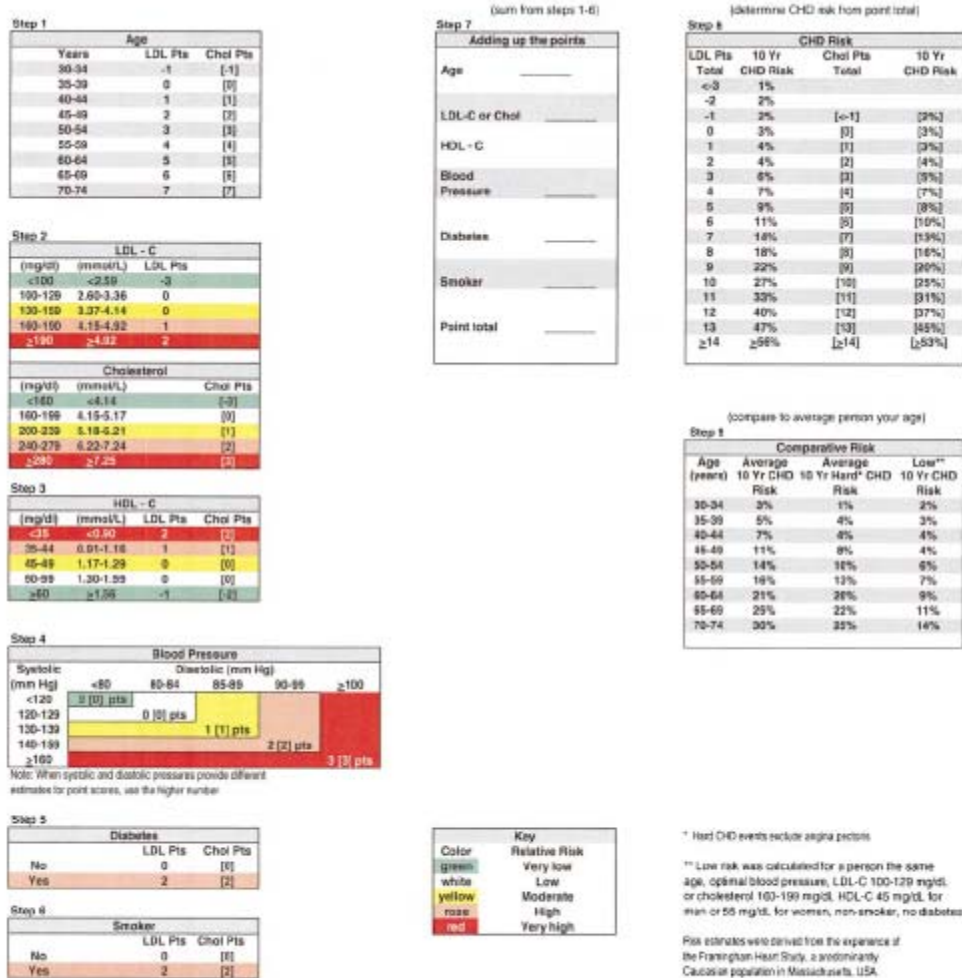 Step 1
Age
Years LDL Pts Chol Pts
30-34 -1 [-1]
35-39 0 [0]
40-44 1 [1]
45-49 2 [2]
50-54 3 [3]
55-59 4 [4]
60-64 5 [5]
65-69 6 [6]
70-74 7 [7]
Step 2
LDL - C
(mg/dl) (mmol/L) LDL Pts
<100 <2.59 -3
100-129 2.60-3.36 0
130-159 3.37-4.14 0
160-190 4.15-4.92 1
≥190 ≥4.92 2
Cholesterol
(mg/dl) (mmol/L) Chol Pts
<160 <4.14 [-3]
160-199 4.15-5.17 [0]
200-239 5.18-6.21 [1]
240-279 6.22-7.24 [2]
≥280 ≥7.25 [3]
Step 3
HDL - C
(mg/dl) (mmol/L) LDL Pts Chol Pts
<35 <0.90 2 [2]
35-44 0.91-1.16 1 [1]
45-49 1.17-1.29 0 [0]
50-59 1.30-1.55 0 [0]
≥60 ≥1.56 -1 [-2]
Step 4
Blood Pressure
Systolic Diastolic (mm Hg)
(mm Hg) <80 80-84 85-89 90-99 ≥100
<120 0 [0] pts
120-129 0 [0] pts
130-139 1 [1] pts
140-159 2 [2] pts
≥160 3 [3] pts
Note: When systolic and diastolic pressures provide different
estimates for point scores, use the higher number
Step 5
Diabetes
LDL Pts Chol Pts
No 0 [0]
Yes 2 [2]
Step 6
Smoker
LDL Pts Chol Pts
No 0 [0]
Yes 2 [2]
(sum from steps 1-6)
Step 7
Adding up the points
Age
LDL-C or Chol
HDL - C
Blood
Pressure
Diabetes
Smoker
Point total
(determine CHD risk from point total)
Step 8
CHD Risk
LDL Pts 10 Yr Chol Pts 10 Yr
Total CHD Risk Total CHD Risk
<-3 1%
-2 2%
-1 2% [<-1] [2%]
0 3% [0] [3%]
1 4% [1] [3%]
2 4% [2] [4%]
3 6% [3] [5%]
4 7% [4] [7%]
5 9% [5] [8%]
6 11% [6] [10%]
7 14% [7] [13%]
8 18% [8] [16%]
9 22% [9] [20%]
10 27% [10] [25%]
11 33% [11] [31%]
12 40% [12] [37%]
13 47% [13] [45%]
≥14 ≥56% [≥14] [≥53%]
(compare to average person your age)
Step 9
Comparative Risk
Age Average Average Low**
(years) 10 Yr CHD 10 Yr Hard* CHD 10 Yr CHD
Risk Risk Risk
30-34 3% 1% 2%
35-39 5% 4% 3%
40-44 7% 4% 4%
45-49 11% 8% 4%
50-54 14% 10% 6%
55-59 16% 13% 7%
60-64 21% 20% 9%
65-69 25% 22% 11%
70-74 30% 25% 14%
Key
Color Relative Risk
green Very low
white Low
yellow Moderate
rose High
red Very high
* Hard CHD events exclude angina pectoris
** Low risk was calculated for a person the same
age, optimal blood pressure, LDL-C 100-129 mg/dL
or cholesterol 160-199 mg/dL HDL-C 45 mg/dL for
men or 55 mg/dL for women, non-smoker, no diabetes
Risk estimates were derived from the experience of
the Framingham Heart Study, a predominantly
Caucasian population in Massachusetts, USA